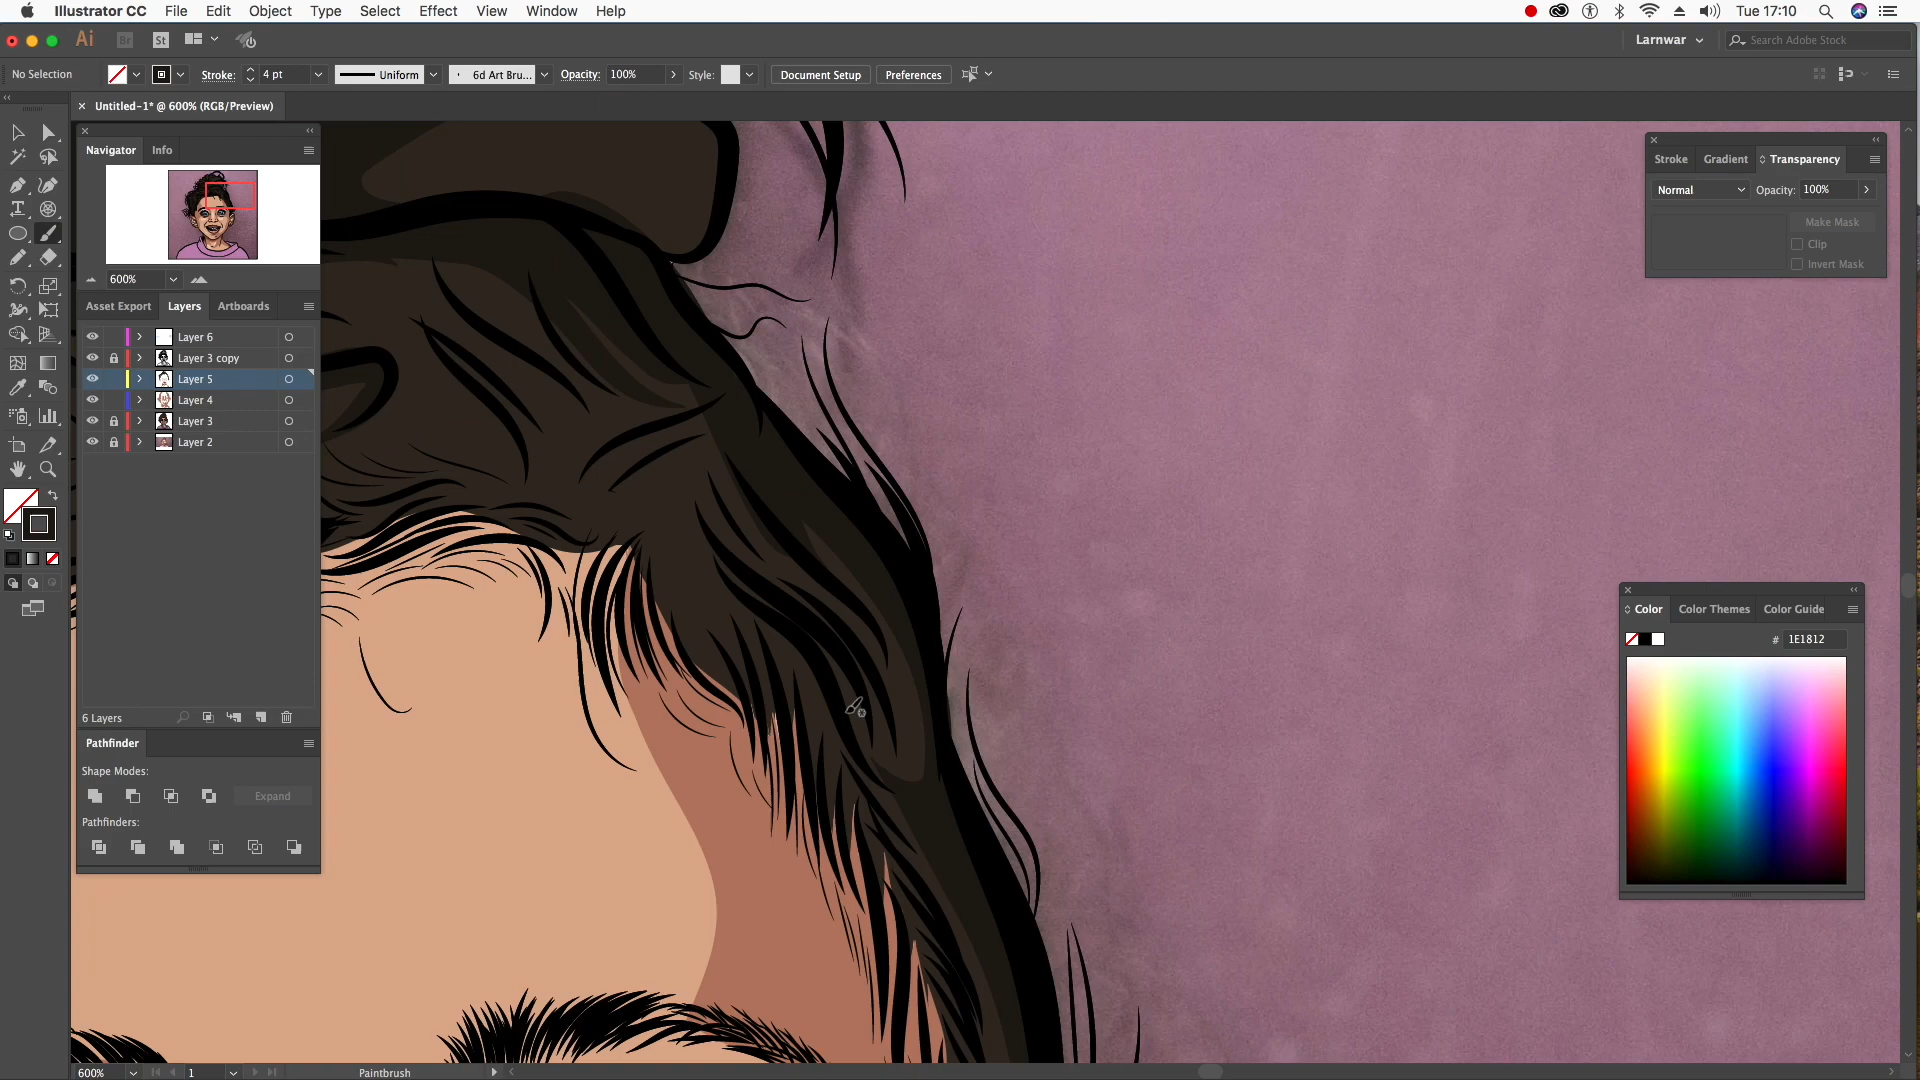 Illustrator CC File Edit Object Type Select Effect View Window Help
Tue 17:10
Ai Br St
Larnwar
Search Adobe Stock
No Selection Stroke: 4 pt Uniform 6d Art Bru... Opacity: 100% Style: Document Setup Preferences
Untitled-1* @ 600% (RGB/Preview)
Navigator Info
600%
Asset Export Layers Artboards
Layer 6
Layer 3 copy
Layer 5
Layer 4
Layer 3
Layer 2
6 Layers
Pathfinder
Shape Modes:
Expand
Pathfinders:
Stroke Gradient Transparency
Normal Opacity: 100%
Make Mask
Clip
Invert Mask
Color Color Themes Color Guide
# 1E1812
600% 1 Paintbrush